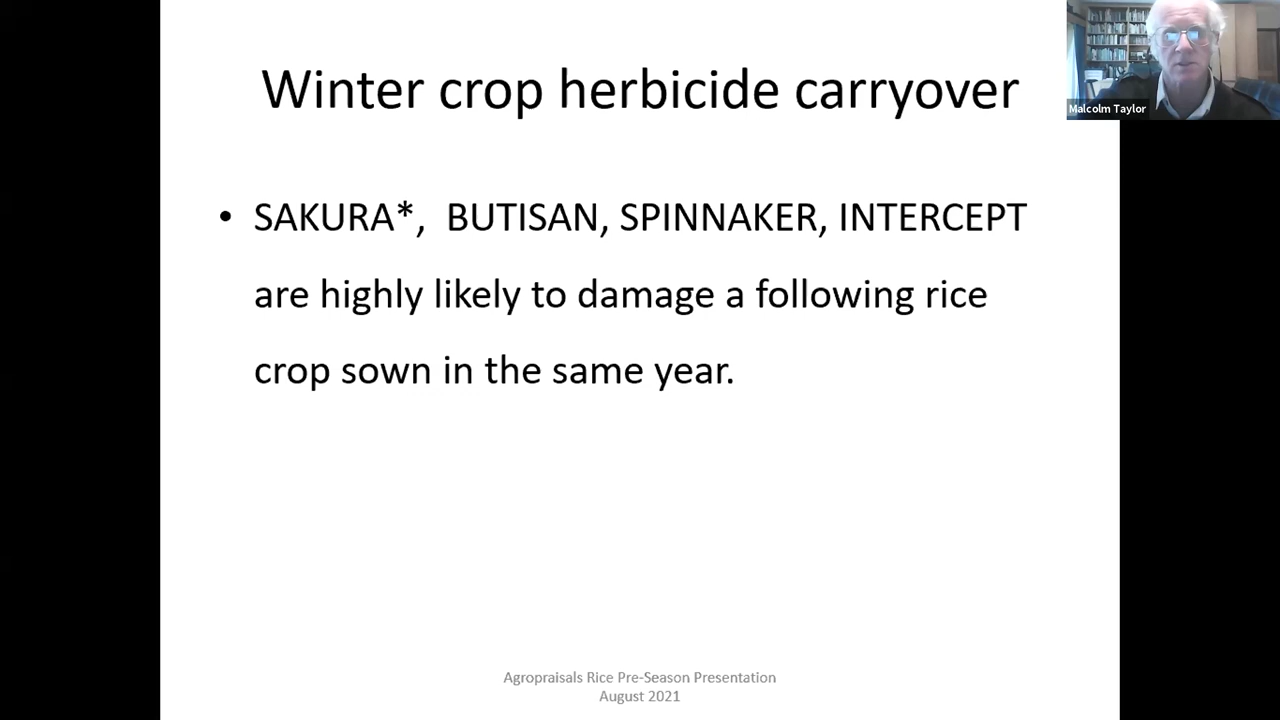 Winter crop herbicide carryover
Malcolm Taylor
• SAKURA*, BUTISAN, SPINNAKER, INTERCEPT
are highly likely to damage a following rice
crop sown in the same year.
Agropraisals Rice Pre-Season Presentation
August 2021